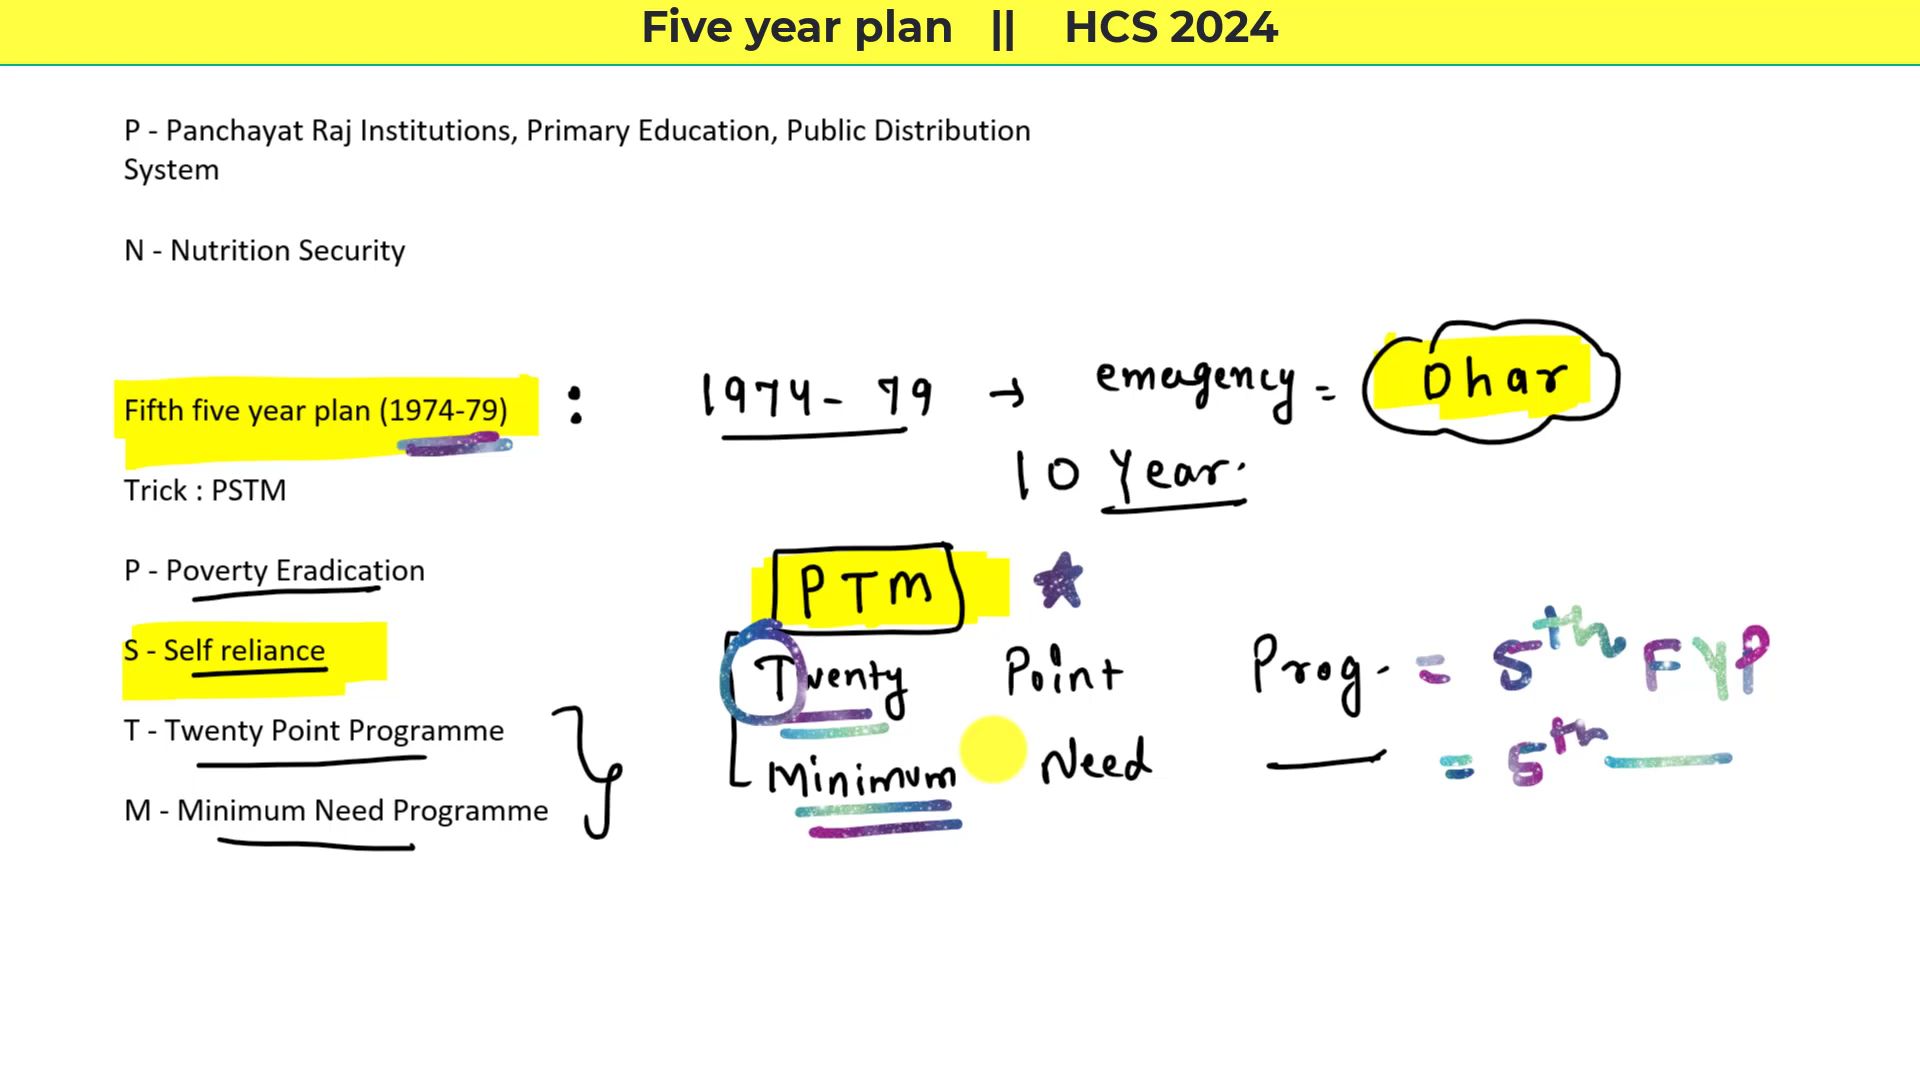 Five year plan || HCS 2024
P - Panchayat Raj Institutions, Primary Education, Public Distribution
System
N - Nutrition Security
Fifth five year plan (1974-79) : 1974 - 79 → emegency = Dhar
10 Year.
Trick : PSTM
P - Poverty Eradication
PTM
S - Self reliance
Twenty Point Prog. = 5th FYP
T - Twenty Point Programme
Minimum Need = 5th
M - Minimum Need Programme